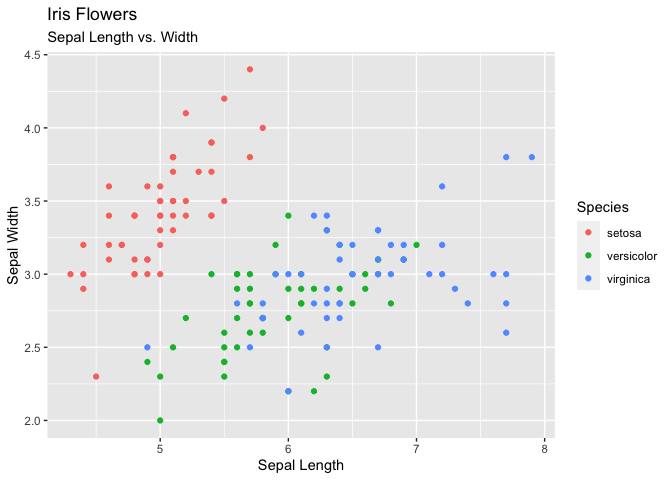 Iris Flowers
Sepal Length vs. Width
4.5
4.0
3.5
3.0
2.5
2.0
Sepal Width
5 6 7 8
Sepal Length
Species
setosa
versicolor
virginica